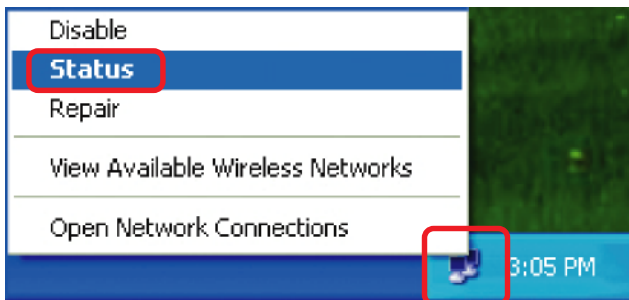 Disable
Status
Repair
View Available Wireless Networks
Open Network Connections
3:05 PM